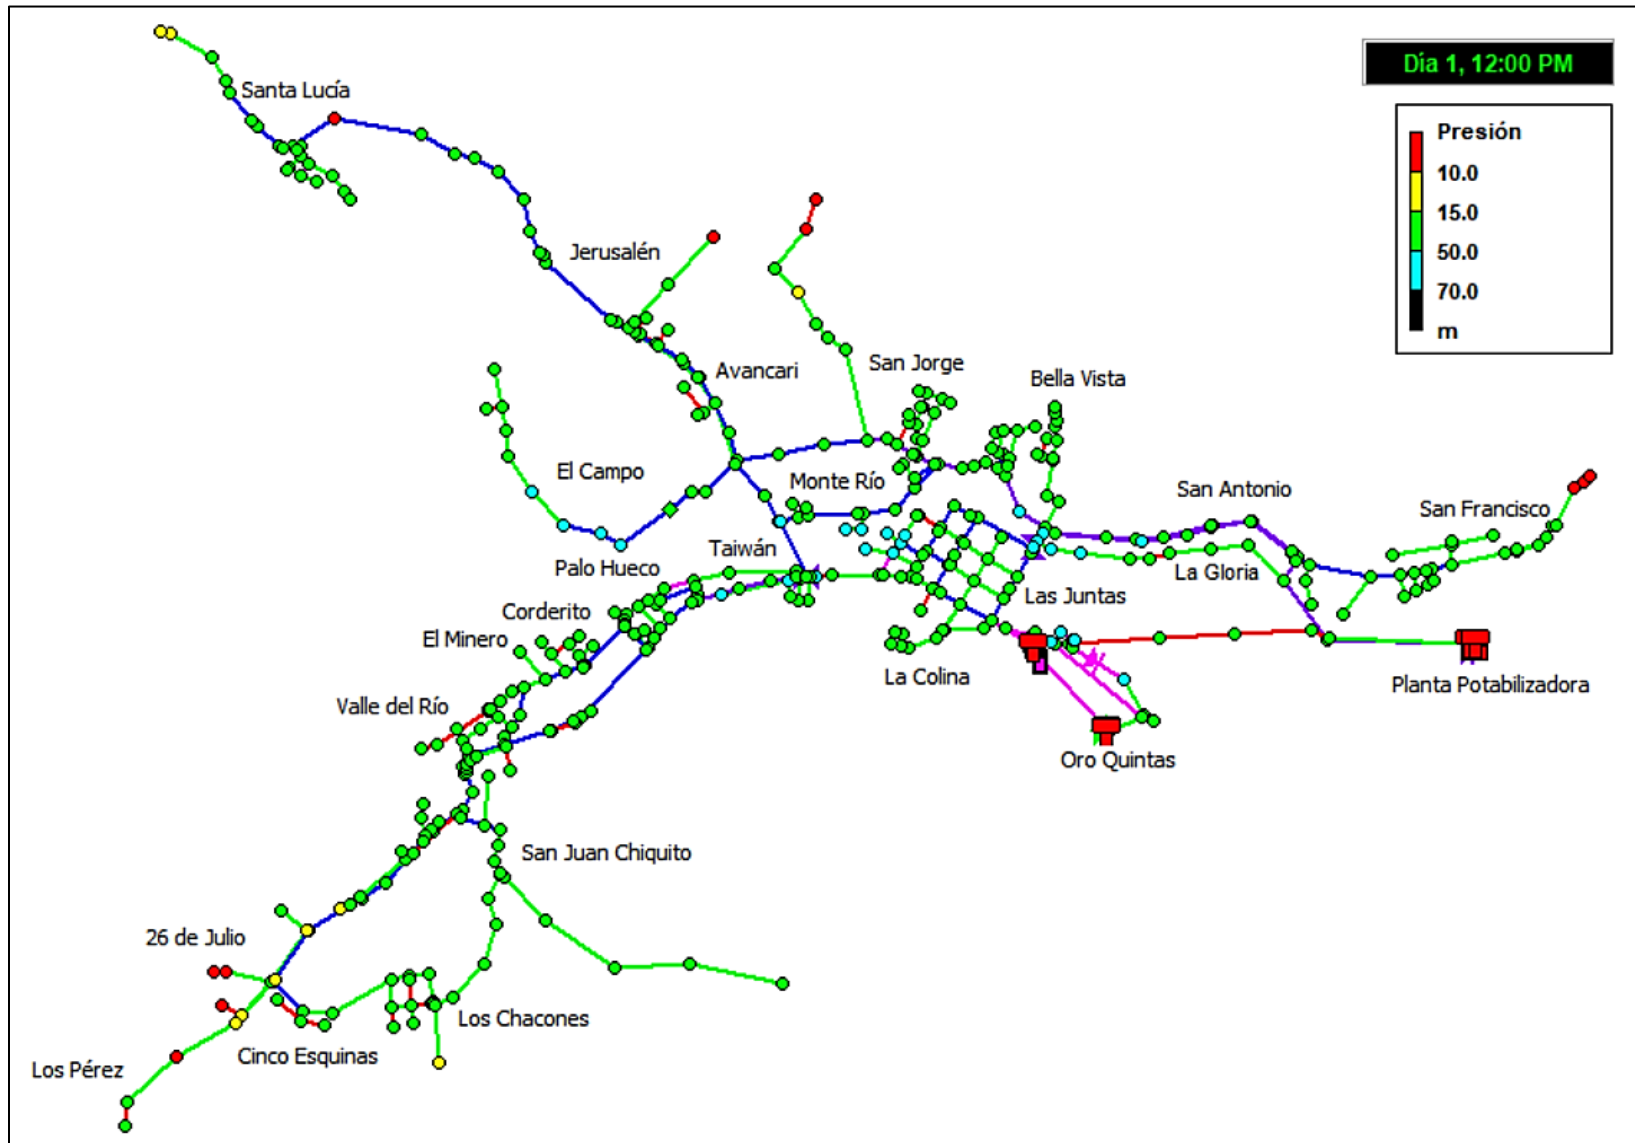 Día 1, 12:00 PM
Presión
10.0
15.0
50.0
70.0
m
Santa Lucía
Jerusalén
Avancari
San Jorge
Bella Vista
El Campo
Monte Río
San Antonio
San Francisco
Taiwán
Palo Hueco
La Gloria
Corderito
Las Juntas
El Minero
La Colina
Planta Potabilizadora
Valle del Río
Oro Quintas
San Juan Chiquito
26 de Julio
Los Chacones
Cinco Esquinas
Los Pérez